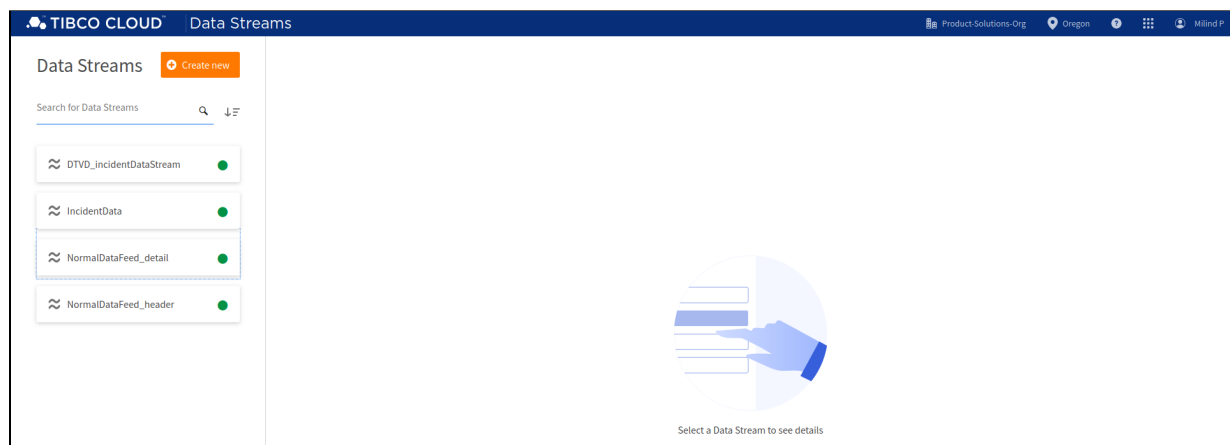 TIBCO CLOUD™ Data Streams
Product-Solutions-Org Oregon ? Milind P
Data Streams
Create new
Search for Data Streams
DTVD_incidentDataStream
IncidentData
NormalDataFeed_detail
NormalDataFeed_header
Select a Data Stream to see details